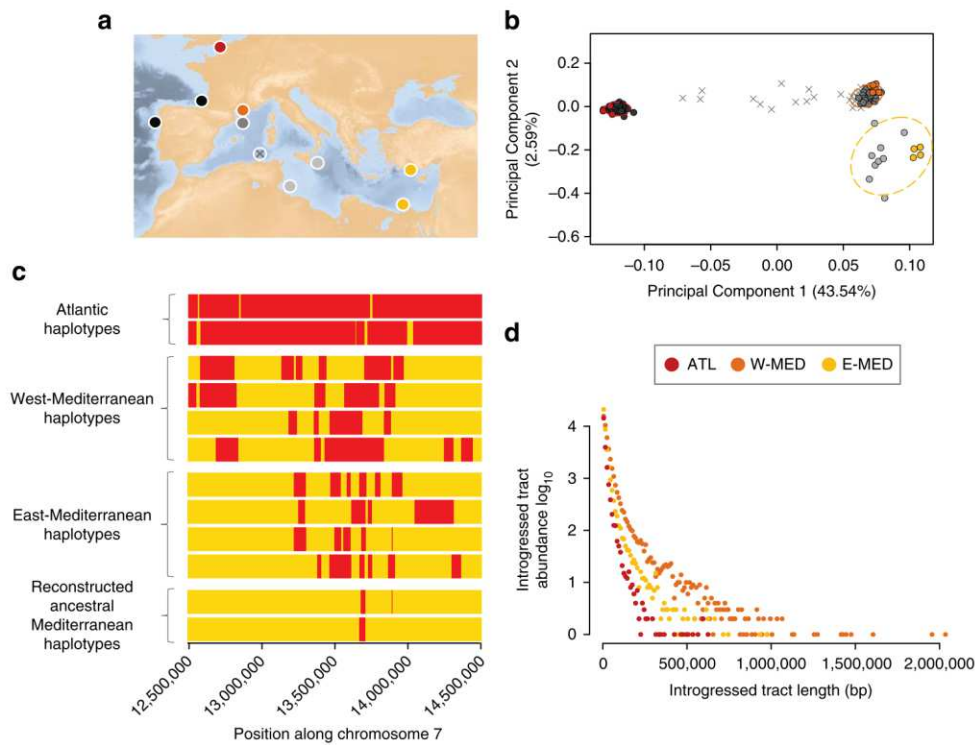 a
b
Principal Component 2
(2.59%)
0.2
0.0
−0.2
−0.4
−0.6
−0.10
−0.05
0.00
0.05
0.10
Principal Component 1 (43.54%)
c
Atlantic
haplotypes
West-Mediterranean
haplotypes
East-Mediterranean
haplotypes
Reconstructed
ancestral
Mediterranean
haplotypes
12,500,000
13,000,000
13,500,000
14,000,000
14,500,000
Position along chromosome 7
d
ATL
W-MED
E-MED
Introgressed tract
abundance log10
4
3
2
1
0
0
500,000
1,000,000
1,500,000
2,000,000
Introgressed tract length (bp)